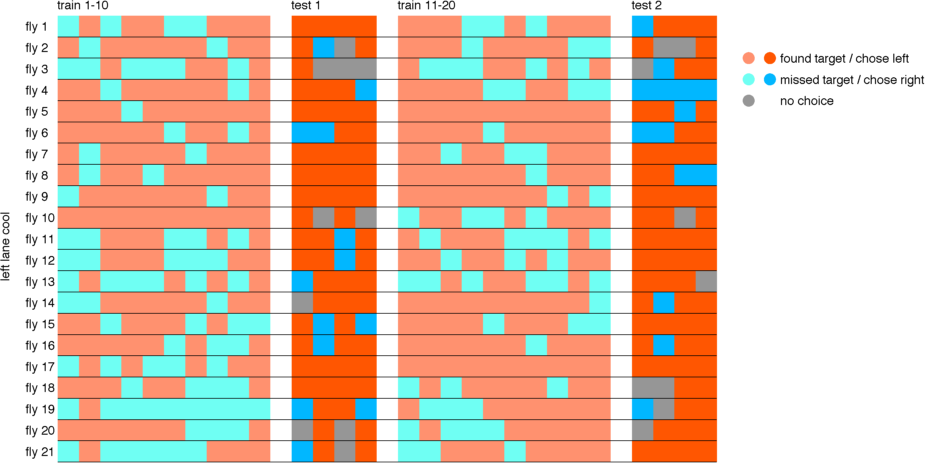 train 1-10 test 1 train 11-20 test 2
fly 1
fly 2
fly 3
fly 4
fly 5
fly 6
fly 7
fly 8
fly 9
fly 10
fly 11
fly 12
fly 13
fly 14
fly 15
fly 16
fly 17
fly 18
fly 19
fly 20
fly 21
left lane cool
found target / chose left
missed target / chose right
no choice